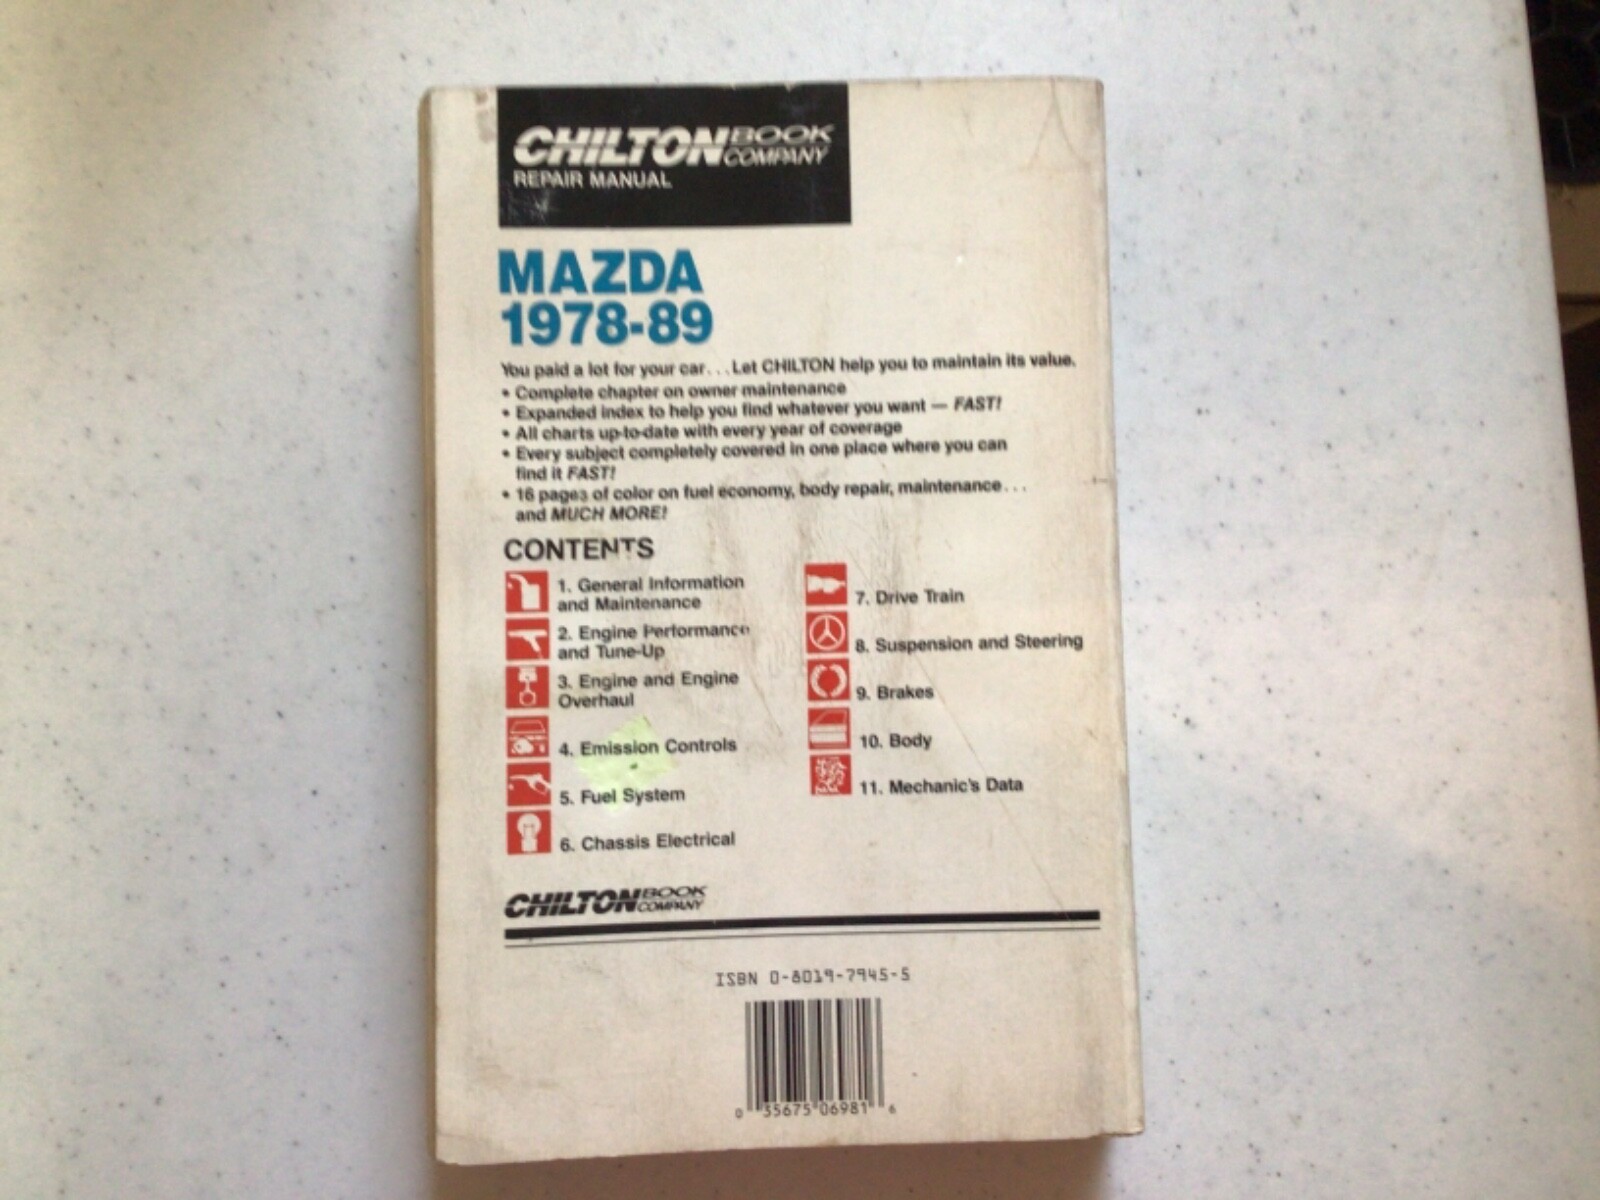 CHILTON BOOK COMPANY
REPAIR MANUAL
MAZDA
1978-89
You paid a lot for your car...Let CHILTON help you to maintain its value.
• Complete chapter on owner maintenance
• Expanded index to help you find whatever you want — FAST!
• All charts up-to-date with every year of coverage
• Every subject completely covered in one place where you can
find it FAST!
• 16 pages of color on fuel economy, body repair, maintenance...
and MUCH MORE!
CONTENTS
1. General Information
and Maintenance
2. Engine Performance
and Tune-Up
3. Engine and Engine
Overhaul
4. Emission Controls
5. Fuel System
6. Chassis Electrical
7. Drive Train
8. Suspension and Steering
9. Brakes
10. Body
11. Mechanic's Data
CHILTON BOOK COMPANY
ISBN 0-8019-7945-5
0 35675 06981 6